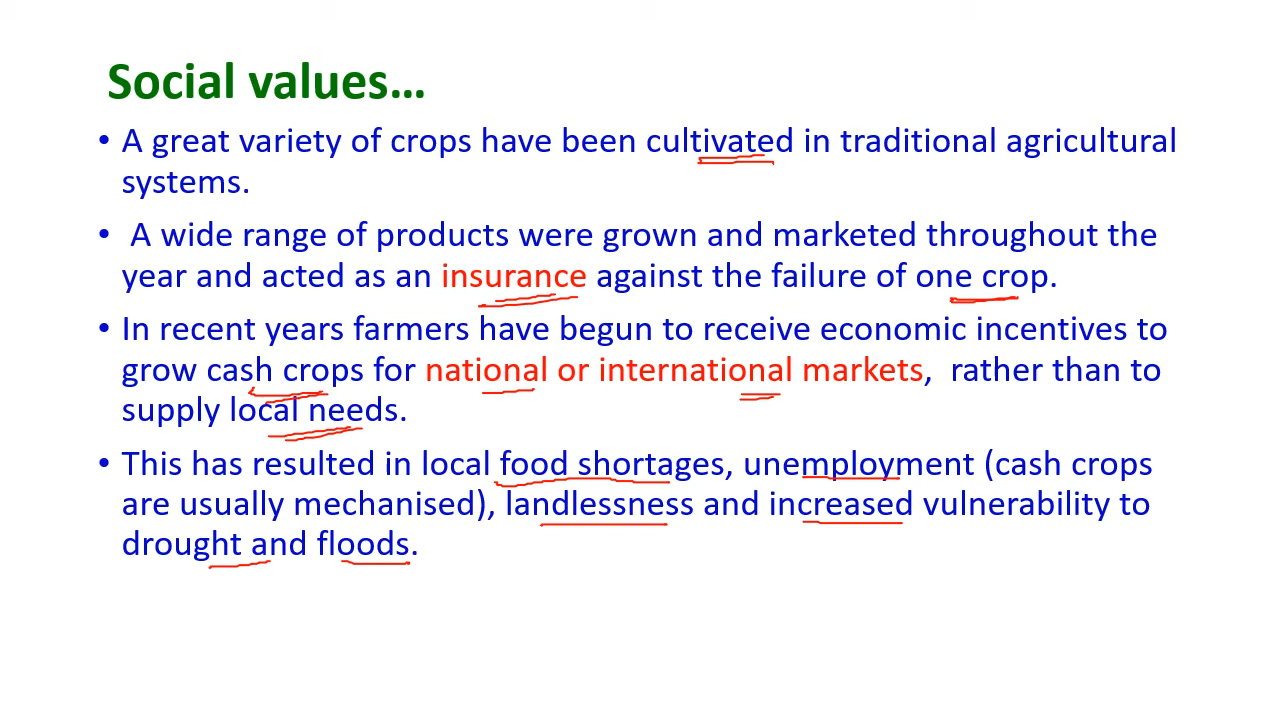 Social values...
• A great variety of crops have been cultivated in traditional agricultural
systems.
• A wide range of products were grown and marketed throughout the
year and acted as an insurance against the failure of one crop.
• In recent years farmers have begun to receive economic incentives to
grow cash crops for national or international markets, rather than to
supply local needs.
• This has resulted in local food shortages, unemployment (cash crops
are usually mechanised), landlessness and increased vulnerability to
drought and floods.